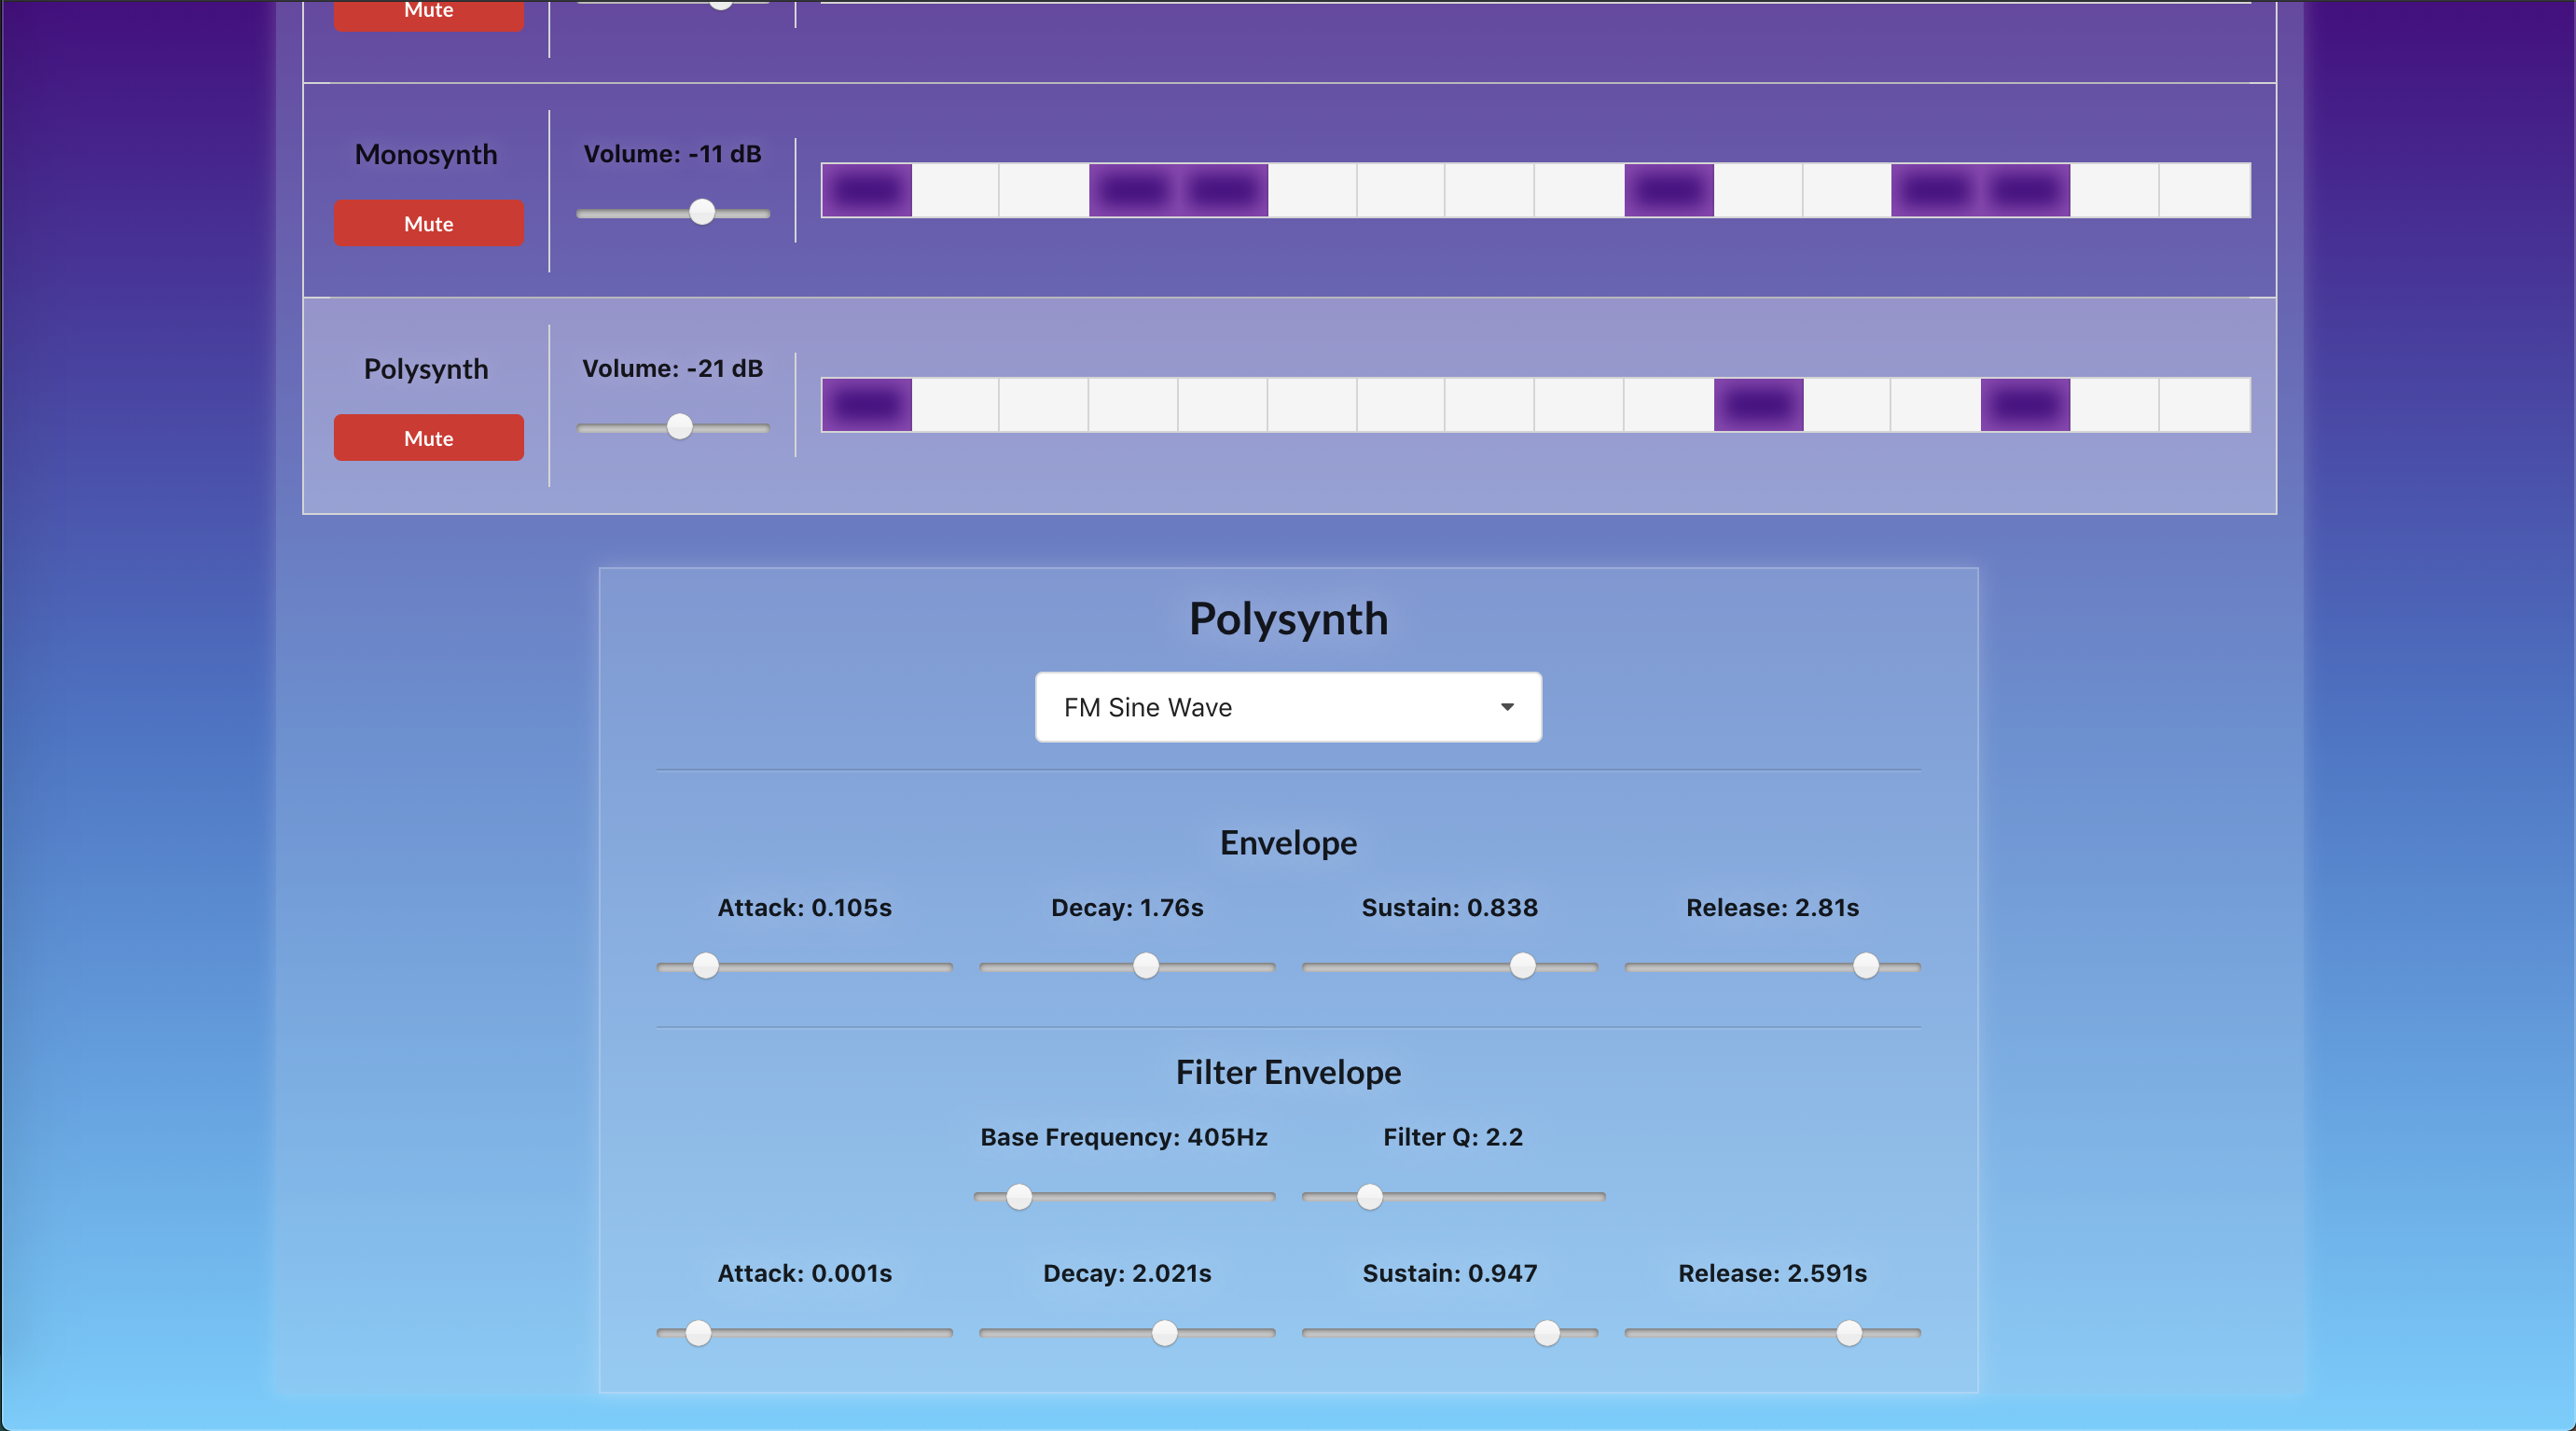 Mute
Monosynth
Volume: -11 dB
Mute
Polysynth
Volume: -21 dB
Mute
Polysynth
FM Sine Wave
Envelope
Attack: 0.105s
Decay: 1.76s
Sustain: 0.838
Release: 2.81s
Filter Envelope
Base Frequency: 405Hz
Filter Q: 2.2
Attack: 0.001s
Decay: 2.021s
Sustain: 0.947
Release: 2.591s